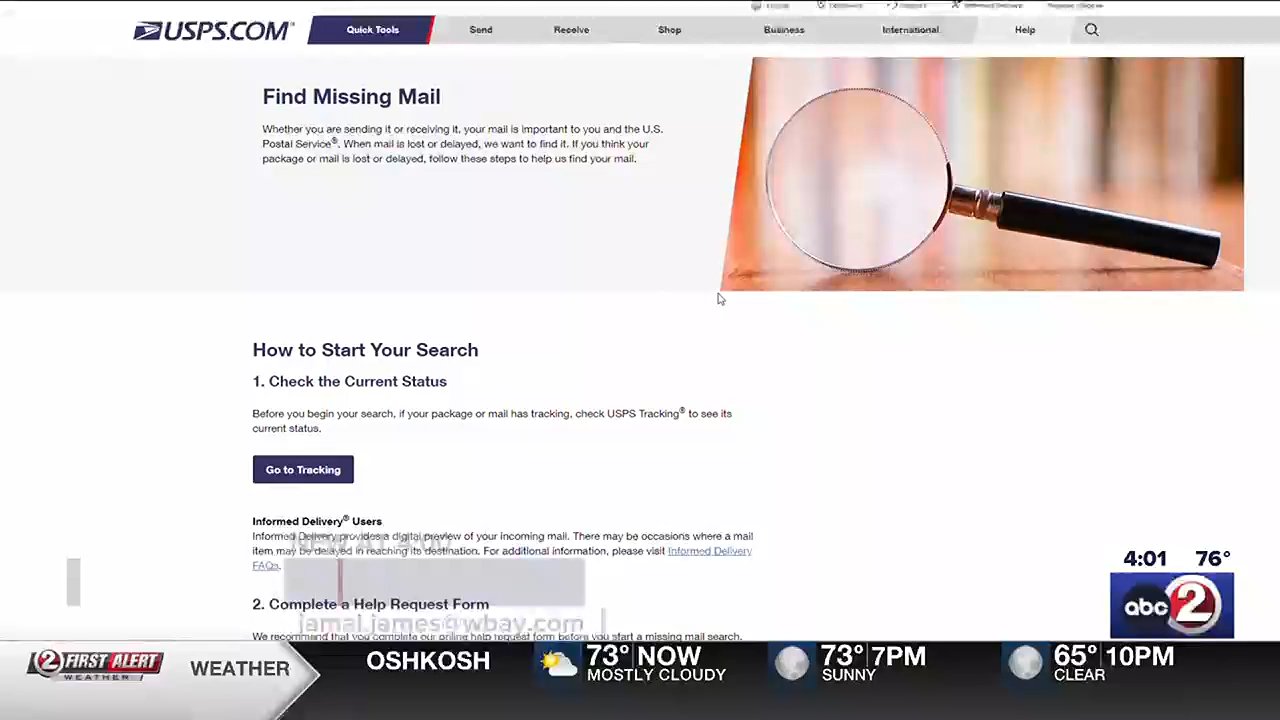 USPS.COM
Quick Tools
Send
Receive
Shop
Business
International
Help
Find Missing Mail
Whether you are sending it or receiving it, your mail is important to you and the U.S.
Postal Service®. When mail is lost or delayed, we want to find it. If you think your
package or mail is lost or delayed, follow these steps to help us find your mail.
How to Start Your Search
1. Check the Current Status
Before you begin your search, if your package or mail has tracking, check USPS Tracking® to see its
current status.
Go to Tracking
Informed Delivery® Users
Informed Delivery provides a digital preview of your incoming mail. There may be occasions where a mail
item may be delayed in reaching its destination. For additional information, please visit Informed Delivery
FAQs.
2. Complete a Help Request Form
jamal.james@wbay.com
We recommend that you complete our online help request form before you start a missing mail search.
4:01 76°
abc 2
2 FIRST ALERT
WEATHER
WEATHER
OSHKOSH
73° NOW
MOSTLY CLOUDY
73° 7PM
SUNNY
65° 10PM
CLEAR